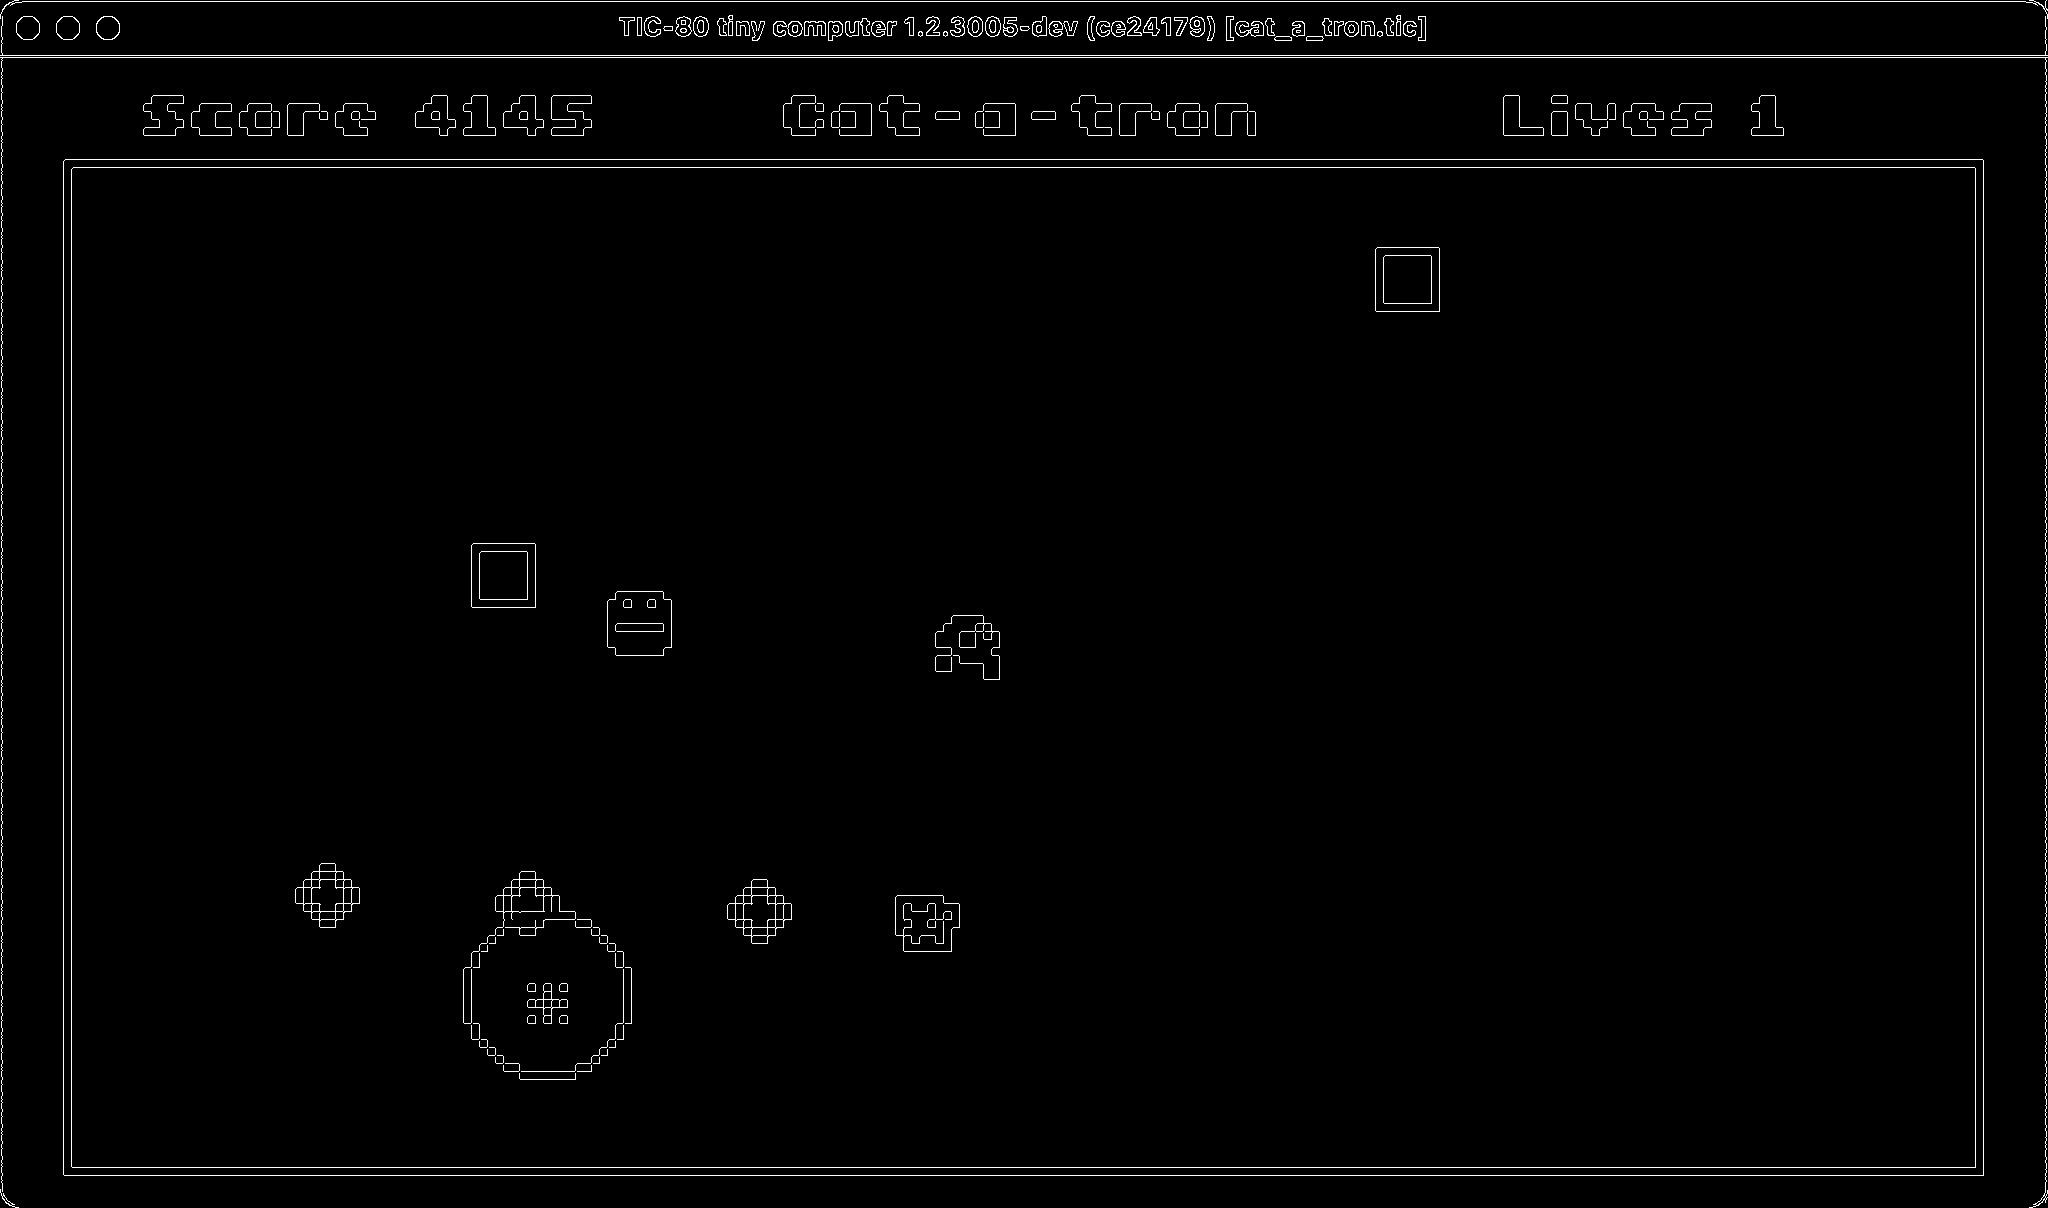 TIC-80 tiny computer 1.2.3005-dev (ce24179) [cat_a_tron.tic]
Score 4145 Cat-a-tron Lives 1